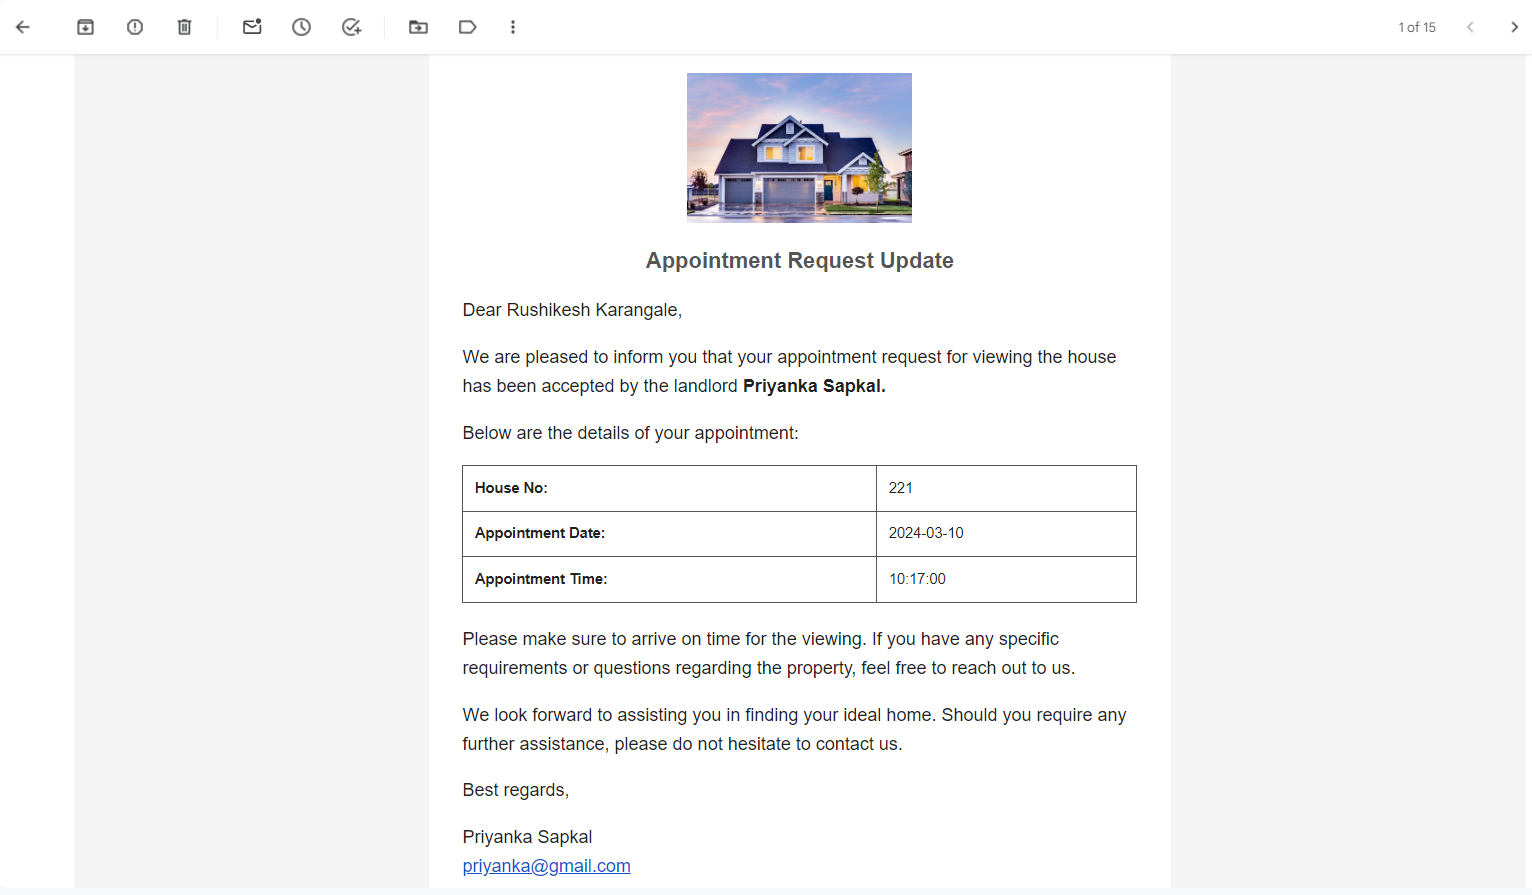 1 of 15
Appointment Request Update
Dear Rushikesh Karangale,
We are pleased to inform you that your appointment request for viewing the house
has been accepted by the landlord Priyanka Sapkal.
Below are the details of your appointment:
House No: 221
Appointment Date: 2024-03-10
Appointment Time: 10:17:00
Please make sure to arrive on time for the viewing. If you have any specific
requirements or questions regarding the property, feel free to reach out to us.
We look forward to assisting you in finding your ideal home. Should you require any
further assistance, please do not hesitate to contact us.
Best regards,
Priyanka Sapkal
priyanka@gmail.com